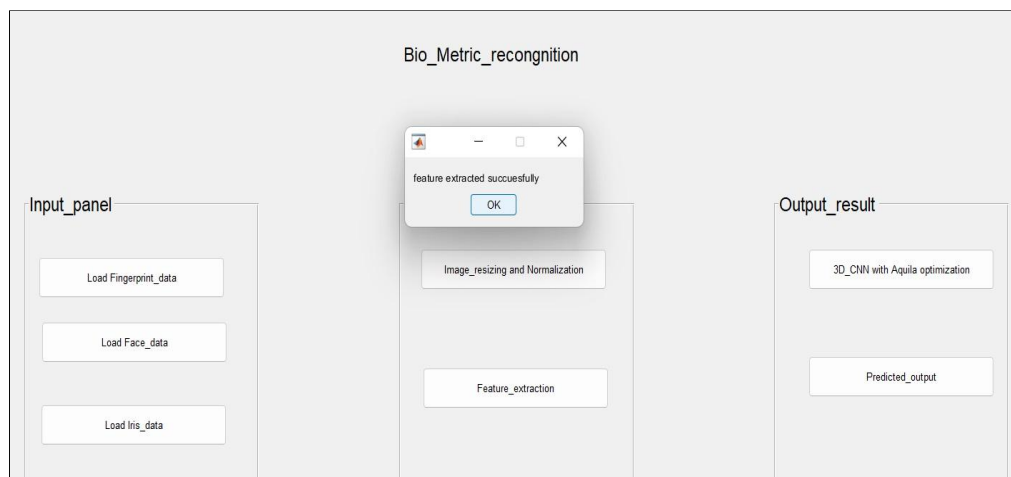 Bio_Metric_recongnition
feature extracted succuesfully
OK
Input_panel
Load Fingerprint_data
Load Face_data
Load Iris_data
Image_resizing and Normalization
Feature_extraction
Output_result
3D_CNN with Aquila optimization
Predicted_output